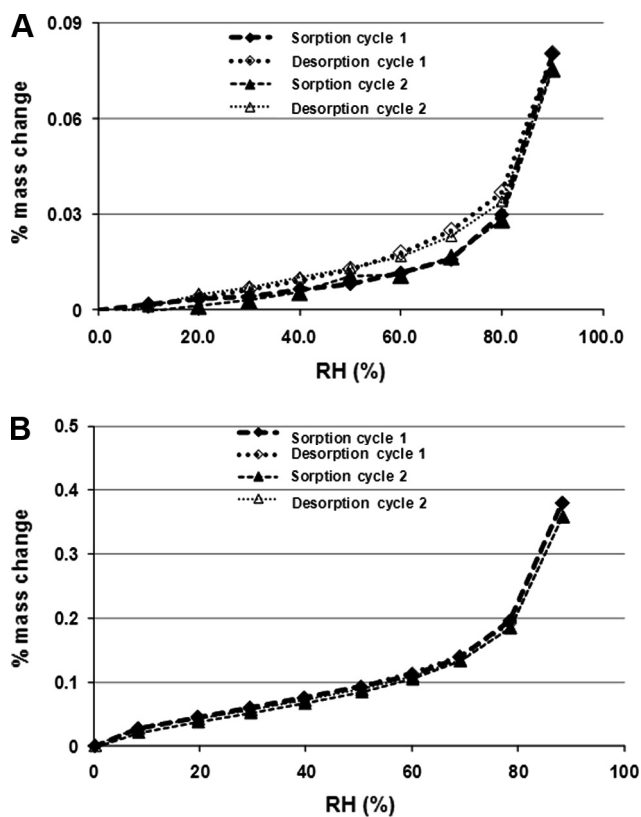 A
0.09
Sorption cycle 1
Desorption cycle 1
Sorption cycle 2
Desorption cycle 2
% mass change
0.06
0.03
0
0.0 20.0 40.0 60.0 80.0 100.0
RH (%)
B
0.5
Sorption cycle 1
Desorption cycle 1
Sorption cycle 2
Desorption cycle 2
% mass change
0.4
0.3
0.2
0.1
0
0 20 40 60 80 100
RH (%)